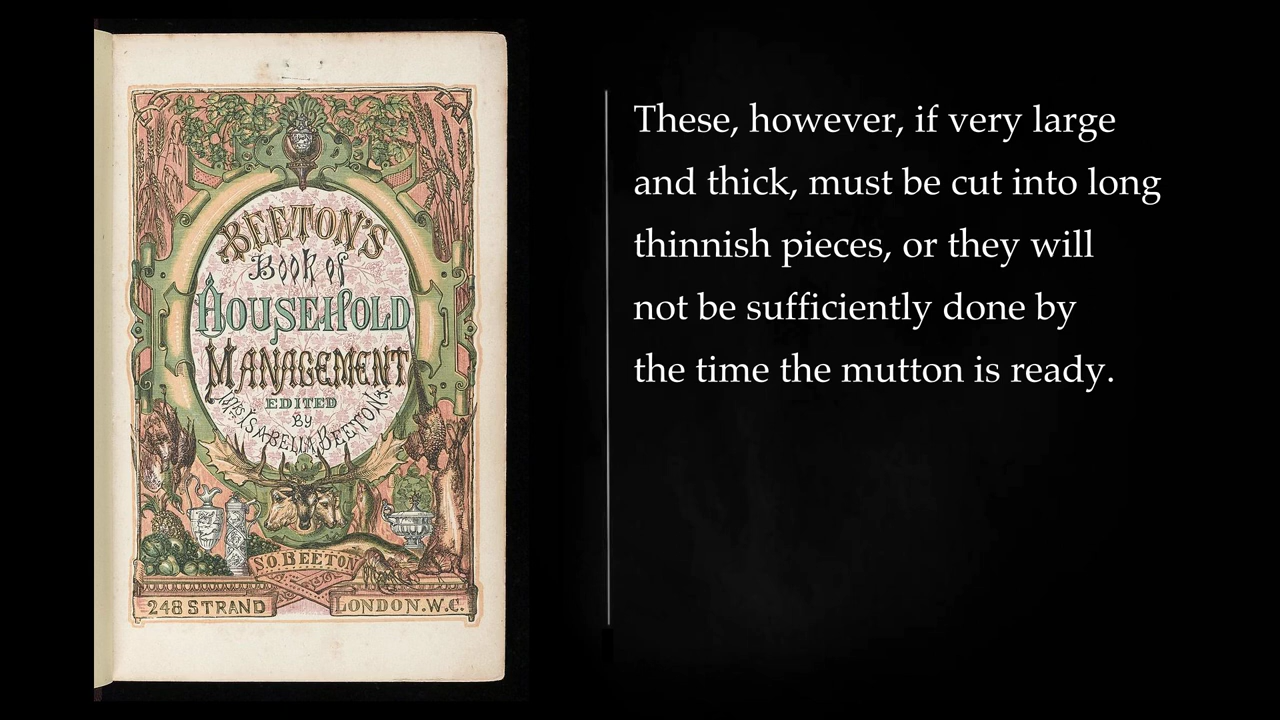 BEETON'S
Book of
HOUSEHOLD
MANAGEMENT
EDITED
BY
MRS ISABELLA BEETON
S.O. BEETON
248 STRAND
LONDON. W.C.
These, however, if very large
and thick, must be cut into long
thinnish pieces, or they will
not be sufficiently done by
the time the mutton is ready.